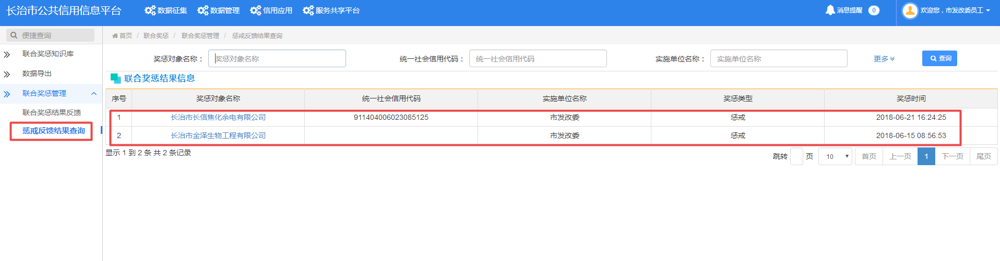 长治市公共信用信息平台 数据征集 数据管理 信用应用 服务共享平台 消息提醒 0 欢迎您，市发改委员工
便捷查询
首页 / 联合奖惩 / 联合奖惩管理 / 惩戒反馈结果查询
联合奖惩知识库
数据导出
联合奖惩管理
联合奖惩结果反馈
惩戒反馈结果查询
奖惩对象名称： 奖惩对象名称 统一社会信用代码： 统一社会信用代码 实施单位名称： 实施单位名称 更多 查询
联合奖惩结果信息
序号 奖惩对象名称 统一社会信用代码 实施单位名称 奖惩类型 奖惩时间
1 长治市长信焦化余电有限公司 911404006023085125 市发改委 惩戒 2018-06-21 16:24:25
2 长治市金泽生物工程有限公司 市发改委 惩戒 2018-06-15 08:56:53
显示 1 到 2 条 共 2 条记录
跳转 页 10 首页 上一页 1 下一页 尾页